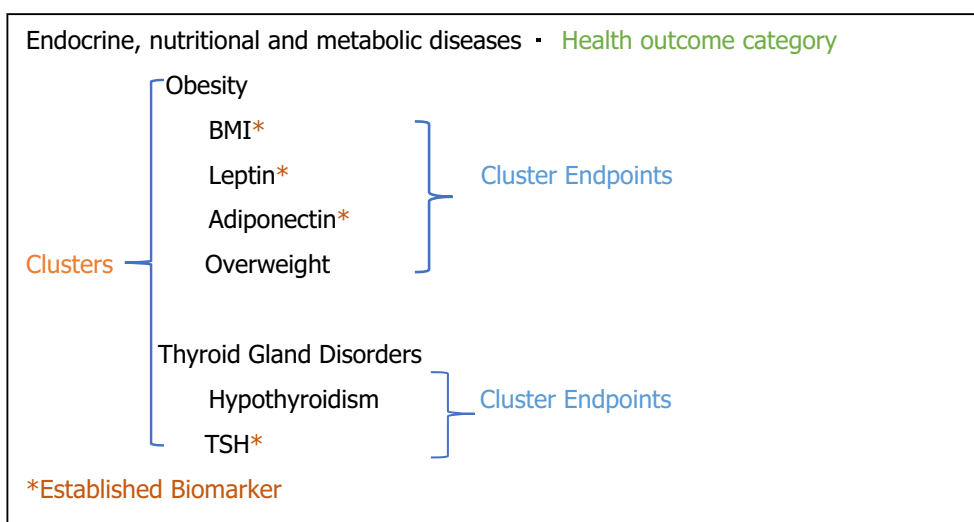 Endocrine, nutritional and metabolic diseases · Health outcome category
Obesity
BMI*
Leptin* Cluster Endpoints
Adiponectin*
Clusters Overweight
Thyroid Gland Disorders
Hypothyroidism Cluster Endpoints
TSH*
*Established Biomarker